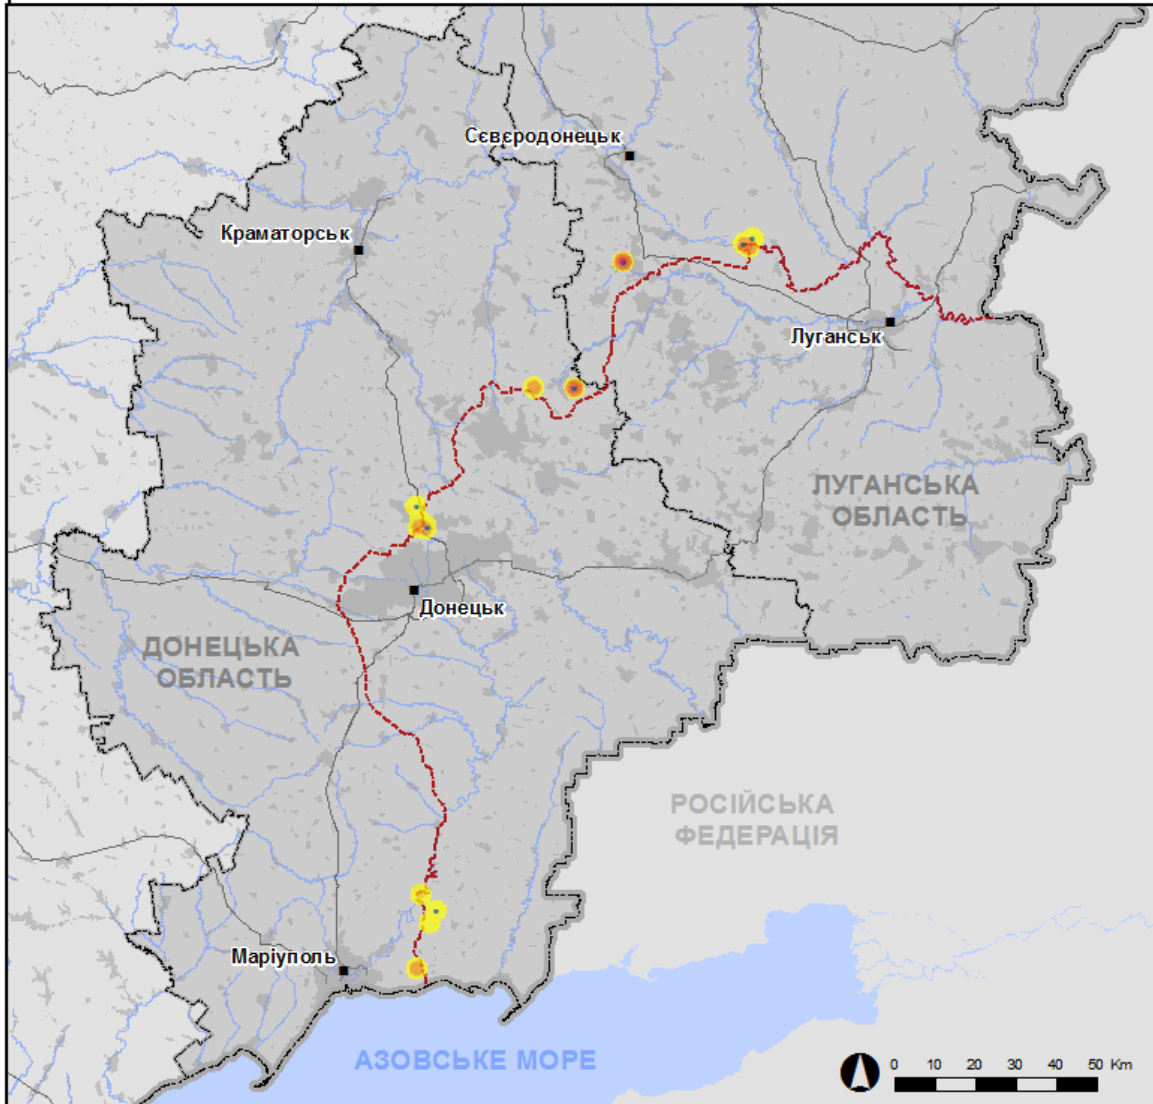 Сєвєродонецьк
Краматорськ
Луганськ
ЛУГАНСЬКА
ОБЛАСТЬ
Донецьк
ДОНЕЦЬКА
ОБЛАСТЬ
РОСІЙСЬКА
ФЕДЕРАЦІЯ
Маріуполь
АЗОВСЬКЕ МОРЕ
0 10 20 30 40 50 Km